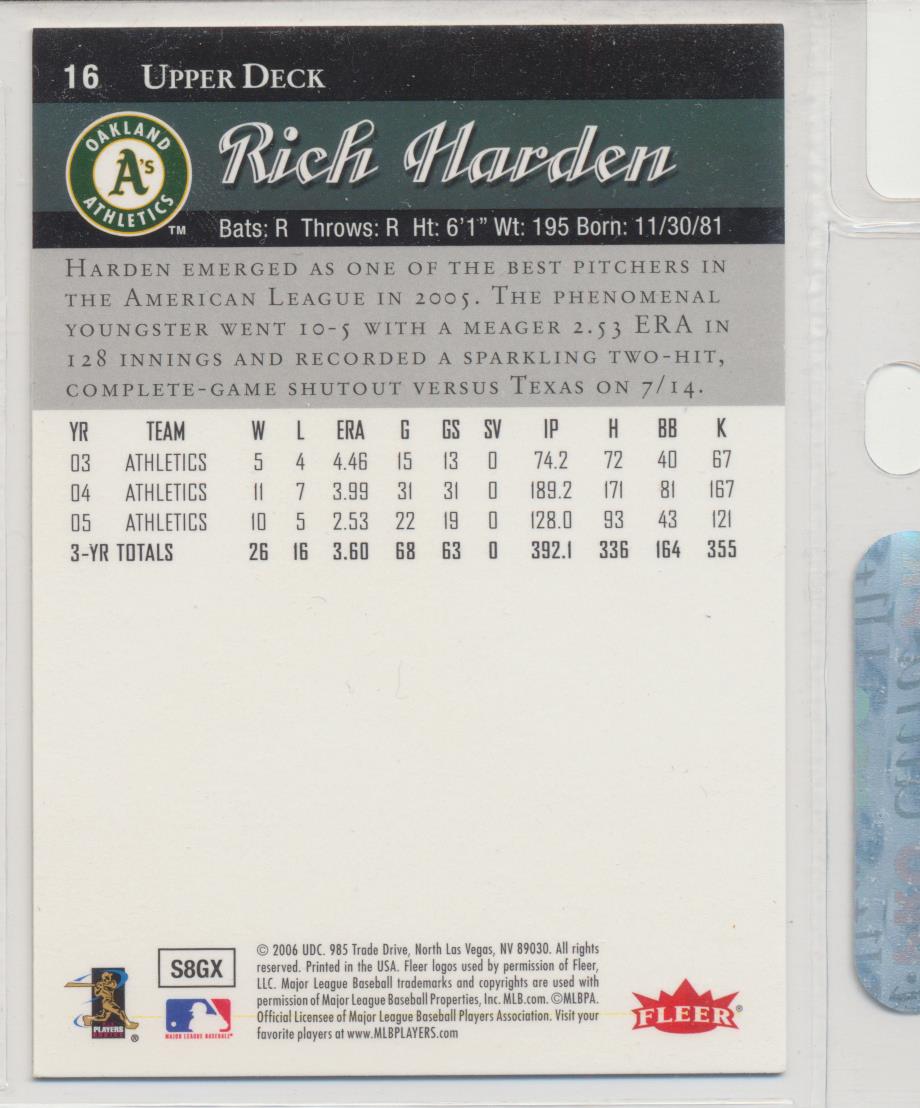 16 UPPER DECK
OAKLAND
A's
ATHLETICS
TM
Rich Harden
Bats: R Throws: R Ht: 6'1" Wt: 195 Born: 11/30/81
HARDEN EMERGED AS ONE OF THE BEST PITCHERS IN
THE AMERICAN LEAGUE IN 2005. THE PHENOMENAL
YOUNGSTER WENT 10-5 WITH A MEAGER 2.53 ERA IN
128 INNINGS AND RECORDED A SPARKLING TWO-HIT,
COMPLETE-GAME SHUTOUT VERSUS TEXAS ON 7/14.
YR TEAM W L ERA G GS SV IP H BB K
03 ATHLETICS 5 4 4.46 15 13 0 74.2 72 40 67
04 ATHLETICS 11 7 3.99 31 31 0 189.2 171 81 167
05 ATHLETICS 10 5 2.53 22 19 0 128.0 93 43 121
3-YR TOTALS 26 16 3.60 68 63 0 392.1 336 164 355
© 2006 UDC. 985 Trade Drive, North Las Vegas, NV 89030. All rights
reserved. Printed in the USA. Fleer logos used by permission of Fleer,
LLC. Major League Baseball trademarks and copyrights are used with
permission of Major League Baseball Properties, Inc. MLB.com. ©MLBPA.
Official Licensee of Major League Baseball Players Association. Visit your
favorite players at www.MLBPLAYERS.com
S8GX
PLAYERS
®
MAJOR LEAGUE BASEBALL®
FLEER®